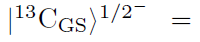 |¹³C_GS⟩^1/2⁻ =